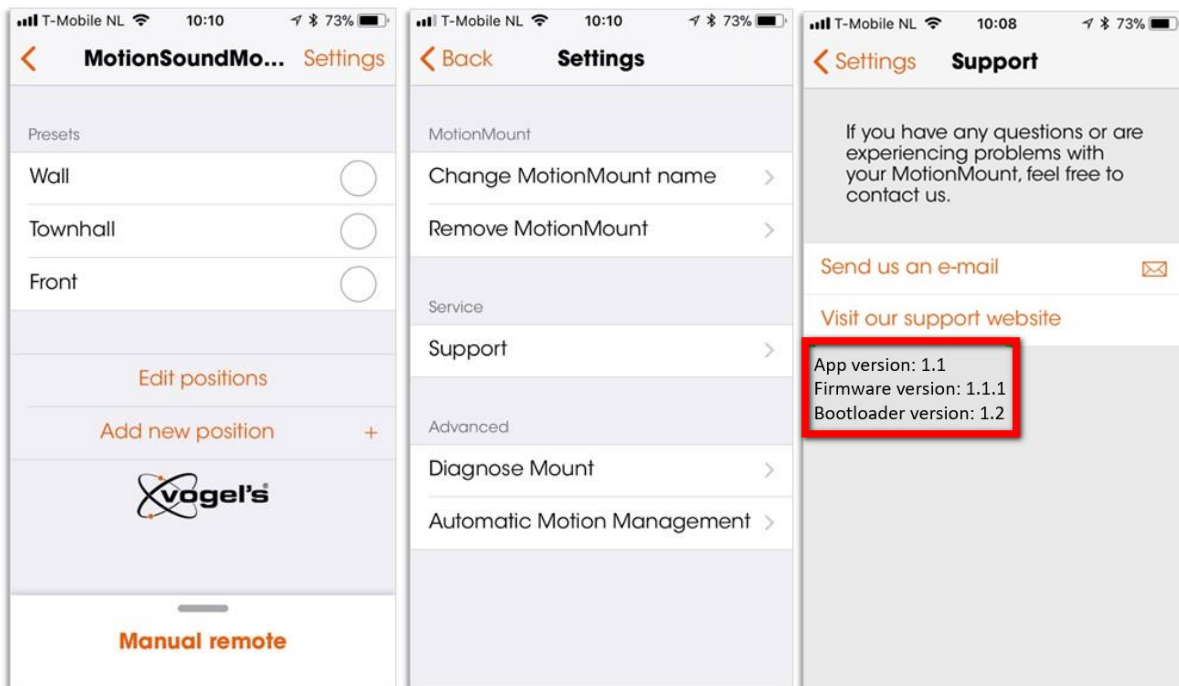 T-Mobile NL 10:10 73%
MotionSoundMo... Settings
Presets
Wall
Townhall
Front
Edit positions
Add new position +
vogel's
Manual remote
T-Mobile NL 10:10 73%
Back Settings
MotionMount
Change MotionMount name
Remove MotionMount
Service
Support
Advanced
Diagnose Mount
Automatic Motion Management
T-Mobile NL 10:08 73%
Settings Support
If you have any questions or are
experiencing problems with
your MotionMount, feel free to
contact us.
Send us an e-mail
Visit our support website
App version: 1.1
Firmware version: 1.1.1
Bootloader version: 1.2